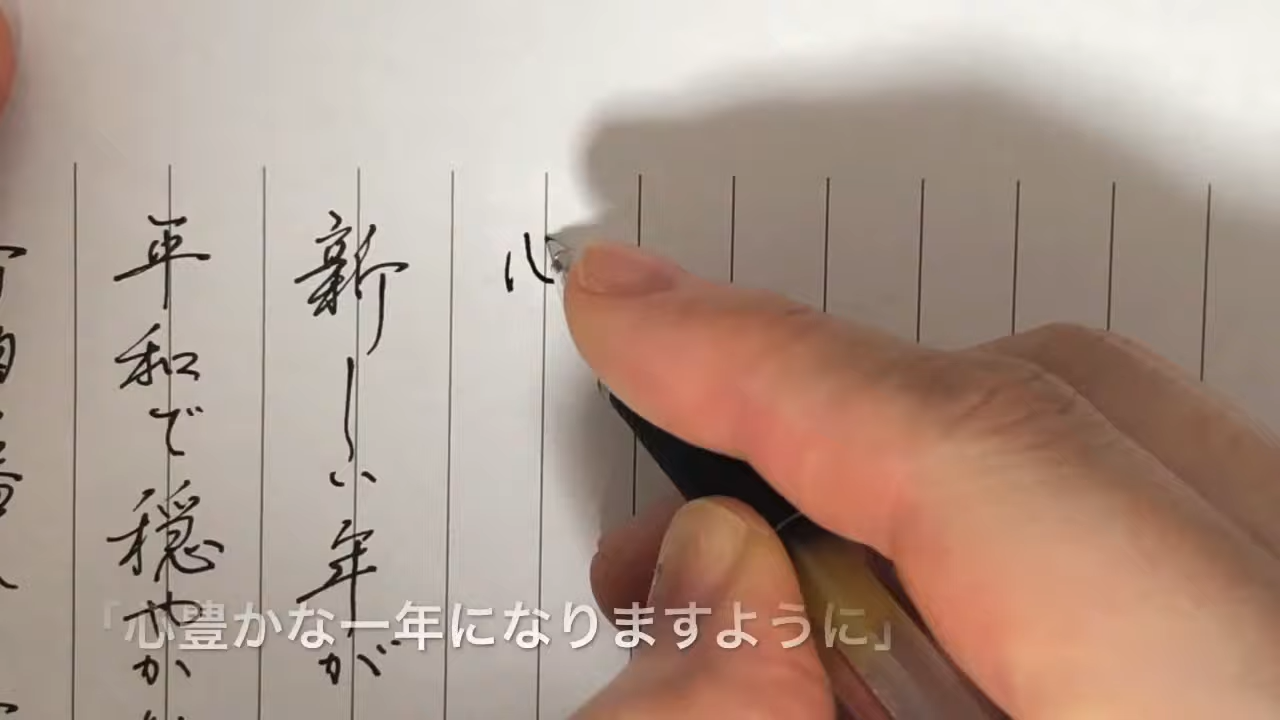 新しい年が
平和で穏やか
「心豊かな一年になりますように」